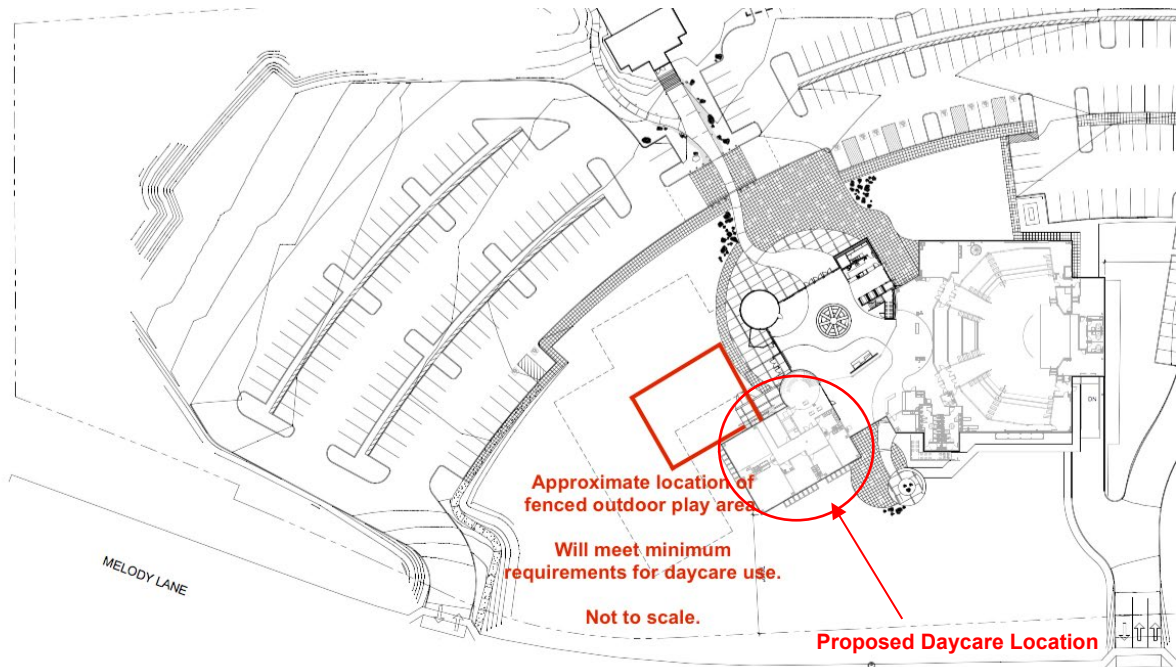 Approximate location of
fenced outdoor play area
Will meet minimum
requirements for daycare use.
Not to scale.
MELODY LANE
Proposed Daycare Location
DN